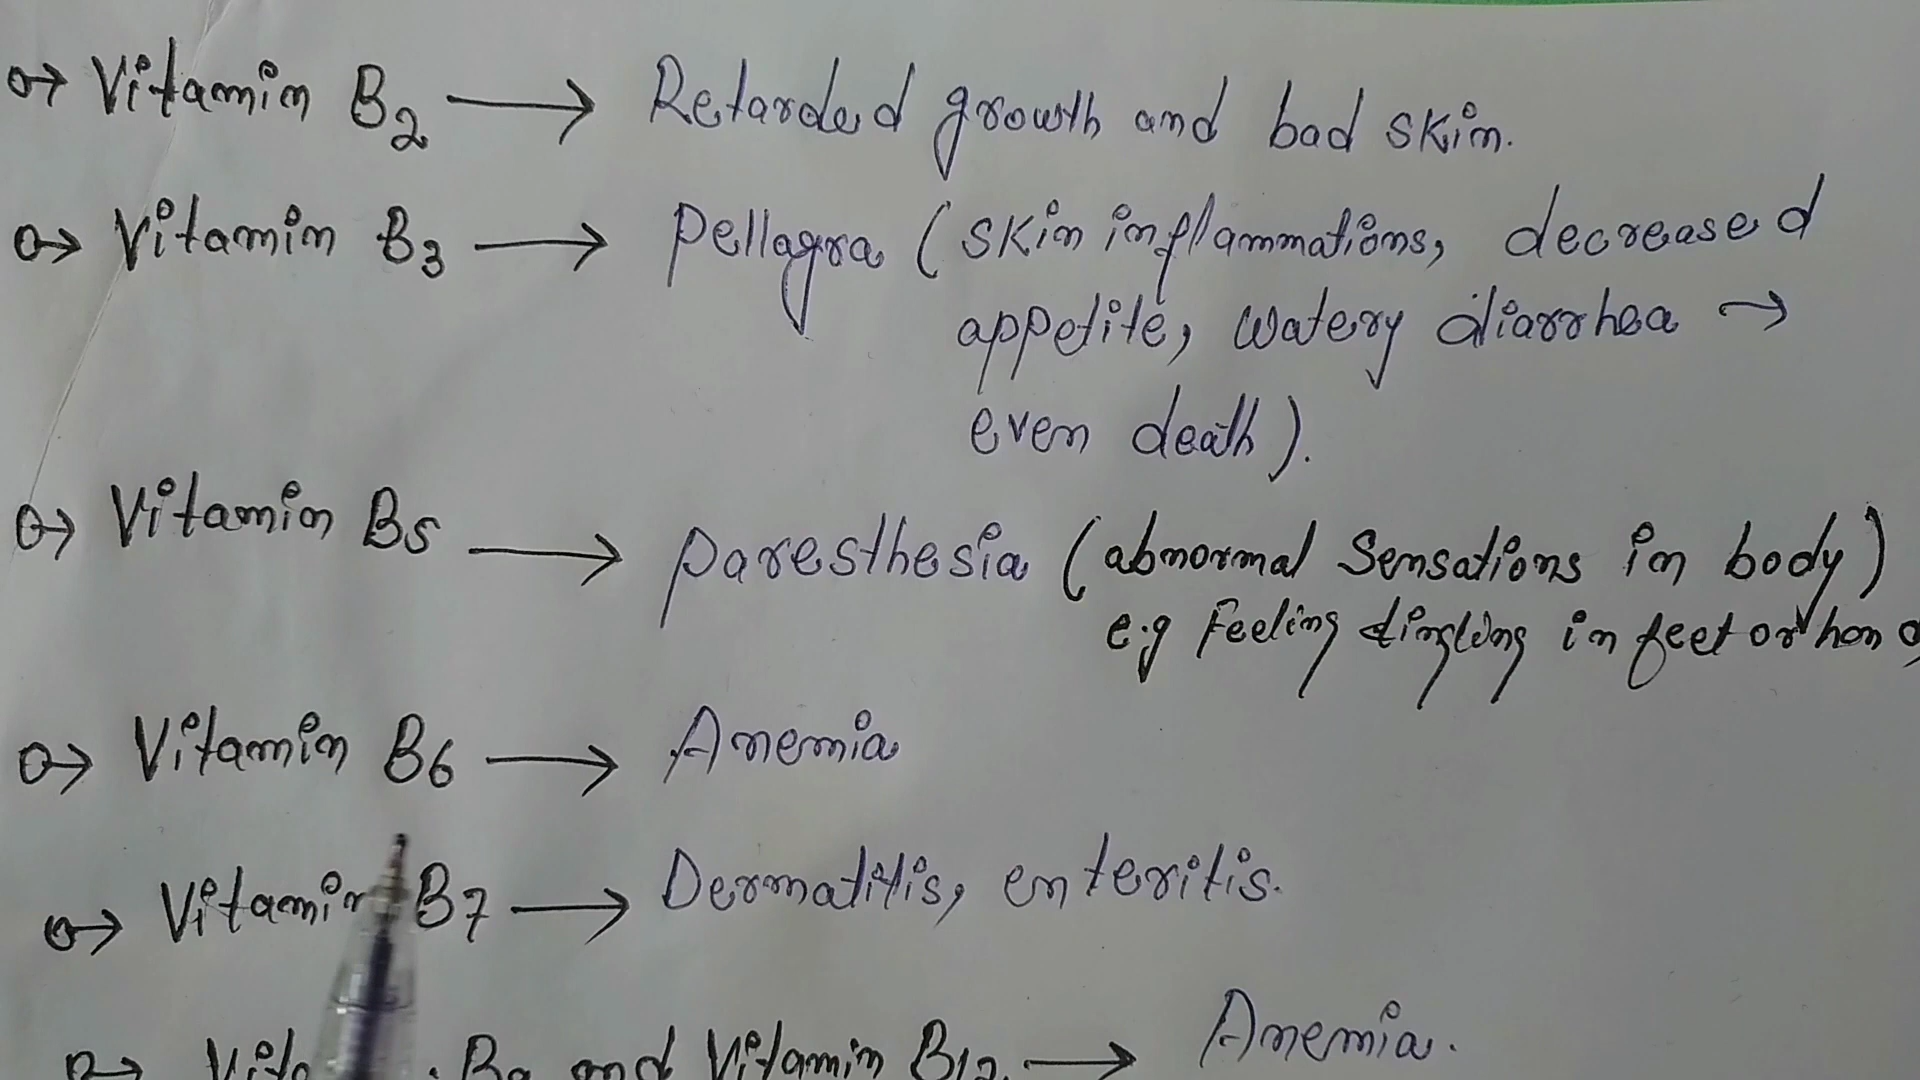 Vitamin B2 → Retarded growth and bad skin.
Vitamin B3 → Pellagra (skin inflammations, decreased
appetite, watery diarrhea →
even death).
Vitamin B5 → Paresthesia (abnormal sensations in body)
e.g Feeling tingling in feet or
Vitamin B6 → Anemia
Vitamin B7 → Dermatitis, enteritis.
and Vitamin B12 → Anemia.